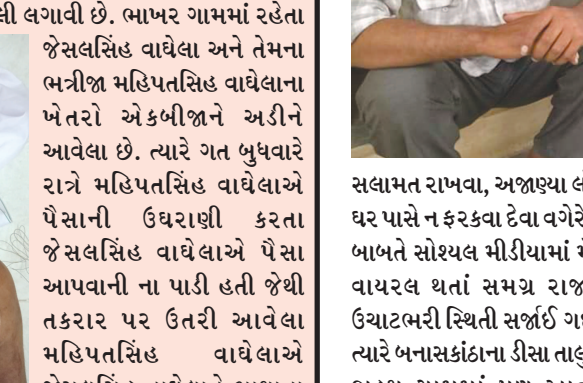 લી લગાવી છે. ભાખર ગામમાં રહેતા
જેસલસિંહ વાઘેલા અને તેમના
ભત્રીજા મહિપતસિહ વાઘેલાના
ખેતરો એકબીજાને અડીને
આવેલા છે. ત્યારે ગત બુધવારે
રાત્રે મહિપતસિંહ વાઘેલાએ
પૈસાની ઉઘરાણી કરતા
જેસલસિંહ વાઘેલાએ પૈસા
આપવાની ના પાડી હતી જેથી
તકરાર પર ઉતરી આવેલા
મહિપતસિંહ વાઘેલાએ
સલામત રાખવા, અજાણ્યા
ઘર પાસે ન ફરકવા દેવા વગેરે
બાબતે સોશ્યલ મીડીયામાં
વાયરલ થતાં સમગ્ર રાજ
ઉચાટભરી સ્થિતી સર્જાઈ
ત્યારે બનાસકાંઠાના ડીસા તાલુ